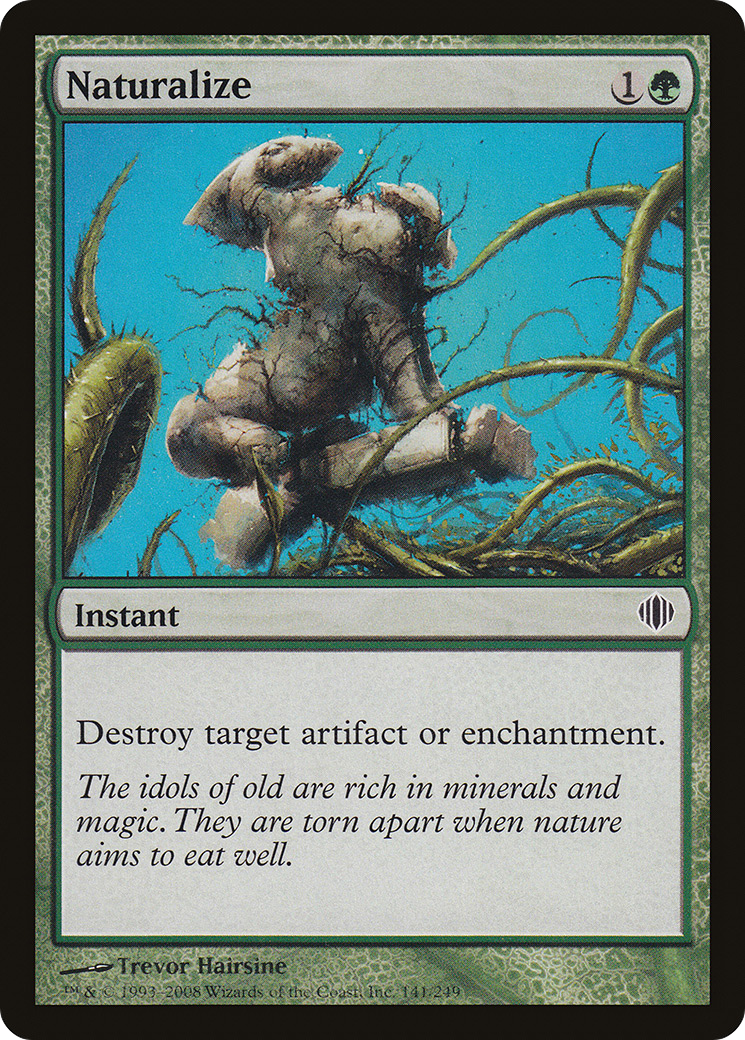 Naturalize 1
Instant
Destroy target artifact or enchantment.
The idols of old are rich in minerals and
magic. They are torn apart when nature
aims to eat well.
Trevor Hairsine
™ & © 1993–2008 Wizards of the Coast, Inc. 141/249